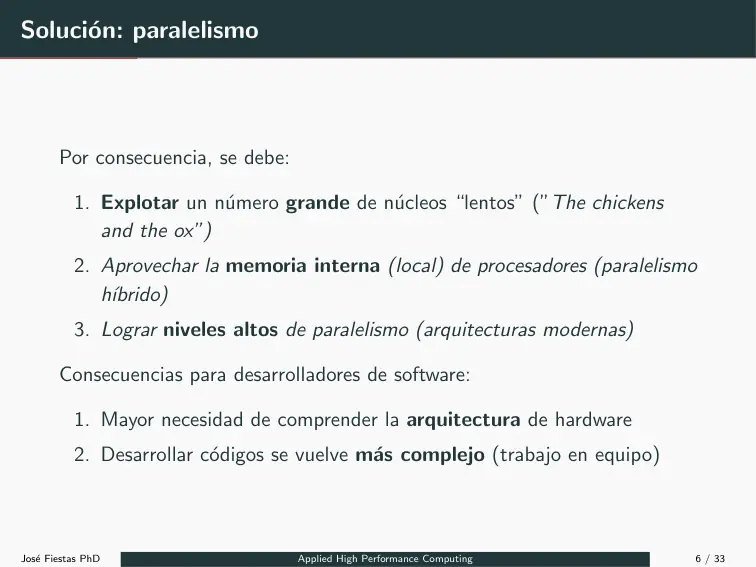 Solución: paralelismo
Por consecuencia, se debe:
1. Explotar un número grande de núcleos “lentos” (”The chickens
and the ox”)
2. Aprovechar la memoria interna (local) de procesadores (paralelismo
híbrido)
3. Lograr niveles altos de paralelismo (arquitecturas modernas)
Consecuencias para desarrolladores de software:
1. Mayor necesidad de comprender la arquitectura de hardware
2. Desarrollar códigos se vuelve más complejo (trabajo en equipo)
José Fiestas PhD
Applied High Performance Computing
6 / 33